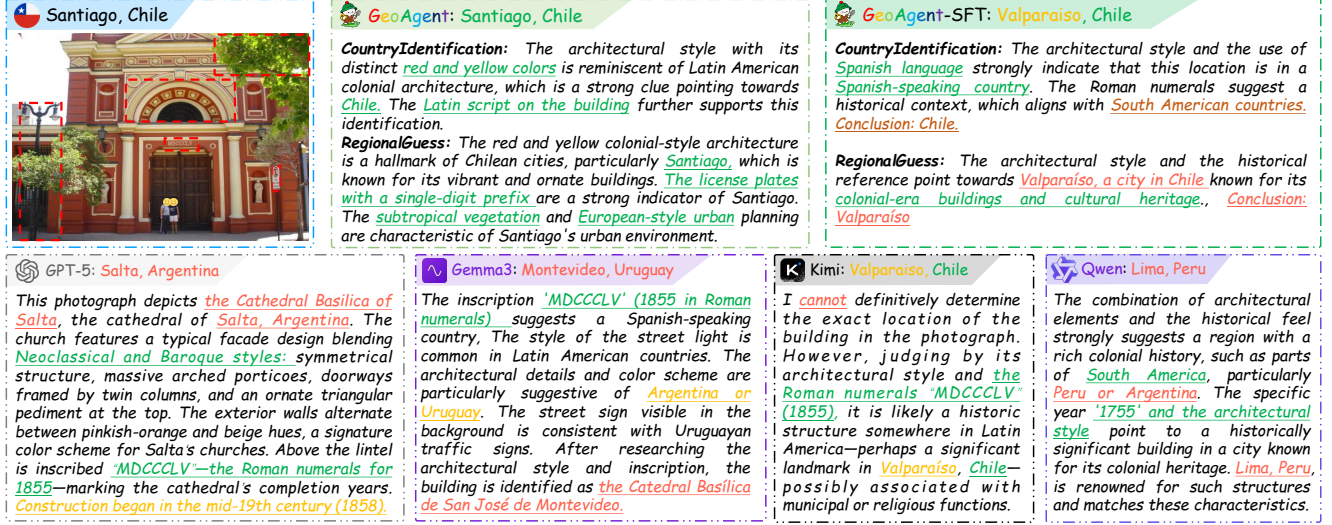 Santiago, Chile
MDCCCLV
GeoAgent: Santiago, Chile
CountryIdentification: The architectural style with its
distinct red and yellow colors is reminiscent of Latin American
colonial architecture, which is a strong clue pointing towards
Chile. The Latin script on the building further supports this
identification.
RegionalGuess: The red and yellow colonial-style architecture
is a hallmark of Chilean cities, particularly Santiago, which is
known for its vibrant and ornate buildings. The license plates
with a single-digit prefix are a strong indicator of Santiago.
The subtropical vegetation and European-style urban planning
are characteristic of Santiago's urban environment.
GeoAgent-SFT: Valparaiso, Chile
CountryIdentification: The architectural style and the use of
Spanish language strongly indicate that this location is in a
Spanish-speaking country. The Roman numerals suggest a
historical context, which aligns with South American countries.
Conclusion: Chile.
RegionalGuess: The architectural style and the historical
reference point towards Valparaíso, a city in Chile known for its
colonial-era buildings and cultural heritage., Conclusion:
Valparaíso
GPT-5: Salta, Argentina
This photograph depicts the Cathedral Basilica of
Salta, the cathedral of Salta, Argentina. The
church features a typical facade design blending
Neoclassical and Baroque styles: symmetrical
structure, massive arched porticoes, doorways
framed by twin columns, and an ornate triangular
pediment at the top. The exterior walls alternate
between pinkish-orange and beige hues, a signature
color scheme for Salta's churches. Above the lintel
is inscribed "MDCCCLV"—the Roman numerals for
1855—marking the cathedral's completion years.
Construction began in the mid-19th century (1858).
Gemma3: Montevideo, Uruguay
The inscription 'MDCCCLV' (1855 in Roman
numerals) suggests a Spanish-speaking
country, The style of the street light is
common in Latin American countries. The
architectural details and color scheme are
particularly suggestive of Argentina or
Uruguay. The street sign visible in the
background is consistent with Uruguayan
traffic signs. After researching the
architectural style and inscription, the
building is identified as the Catedral Basílica
de San José de Montevideo.
Kimi: Valparaiso, Chile
I cannot definitively determine
the exact location of the
building in the photograph.
However, judging by its
architectural style and the
Roman numerals "MDCCCLV"
(1855), it is likely a historic
structure somewhere in Latin
America—perhaps a significant
landmark in Valparaíso, Chile—
possibly associated with
municipal or religious functions.
Qwen: Lima, Peru
The combination of architectural
elements and the historical feel
strongly suggests a region with a
rich colonial history, such as parts
of South America, particularly
Peru or Argentina. The specific
year '1755' and the architectural
style point to a historically
significant building in a city known
for its colonial heritage. Lima, Peru,
is renowned for such structures
and matches these characteristics.